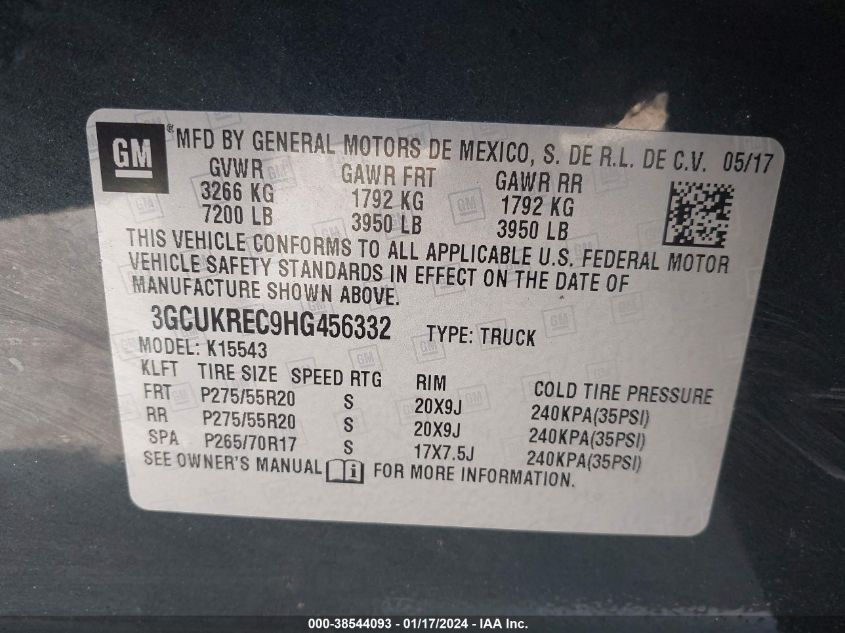 GM ® MFD BY GENERAL MOTORS DE MEXICO, S. DE R.L. DE C.V. 05/17
GVWR GAWR FRT GAWR RR
3266 KG 1792 KG 1792 KG
7200 LB 3950 LB 3950 LB
THIS VEHICLE CONFORMS TO ALL APPLICABLE U.S. FEDERAL MOTOR
VEHICLE SAFETY STANDARDS IN EFFECT ON THE DATE OF
MANUFACTURE SHOWN ABOVE.
3GCUKREC9HG456332 TYPE: TRUCK
MODEL: K15543
KLFT TIRE SIZE SPEED RTG RIM COLD TIRE PRESSURE
FRT P275/55R20 S 20X9J 240KPA(35PSI)
RR P275/55R20 S 20X9J 240KPA(35PSI)
SPA P265/70R17 S 17X7.5J 240KPA(35PSI)
SEE OWNER'S MANUAL i FOR MORE INFORMATION.
000-38544093 - 01/17/2024 - IAA Inc.